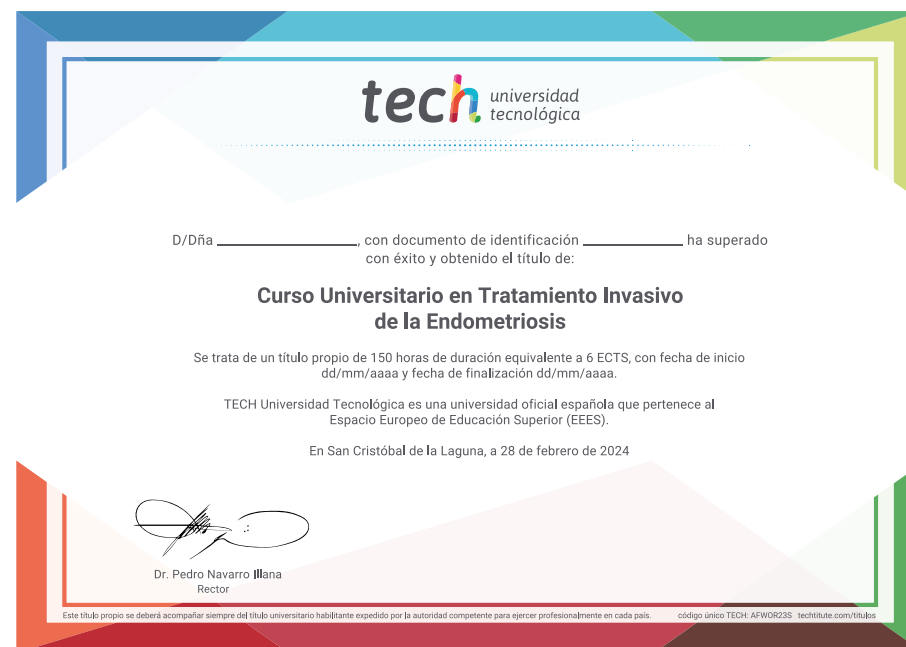 tech universidad
tecnológica
D/Dña ____________________, con documento de identificación ______________ ha superado
con éxito y obtenido el título de:
Curso Universitario en Tratamiento Invasivo
de la Endometriosis
Se trata de un título propio de 150 horas de duración equivalente a 6 ECTS, con fecha de inicio
dd/mm/aaaa y fecha de finalización dd/mm/aaaa.
TECH Universidad Tecnológica es una universidad oficial española que pertenece al
Espacio Europeo de Educación Superior (EEES).
En San Cristóbal de la Laguna, a 28 de febrero de 2024
Dr. Pedro Navarro Illana
Rector
Este título propio se deberá acompañar siempre del título universitario habilitante expedido por la autoridad competente para ejercer profesionalmente en cada país. código único TECH: AFWOR23S techtitute.com/titulos